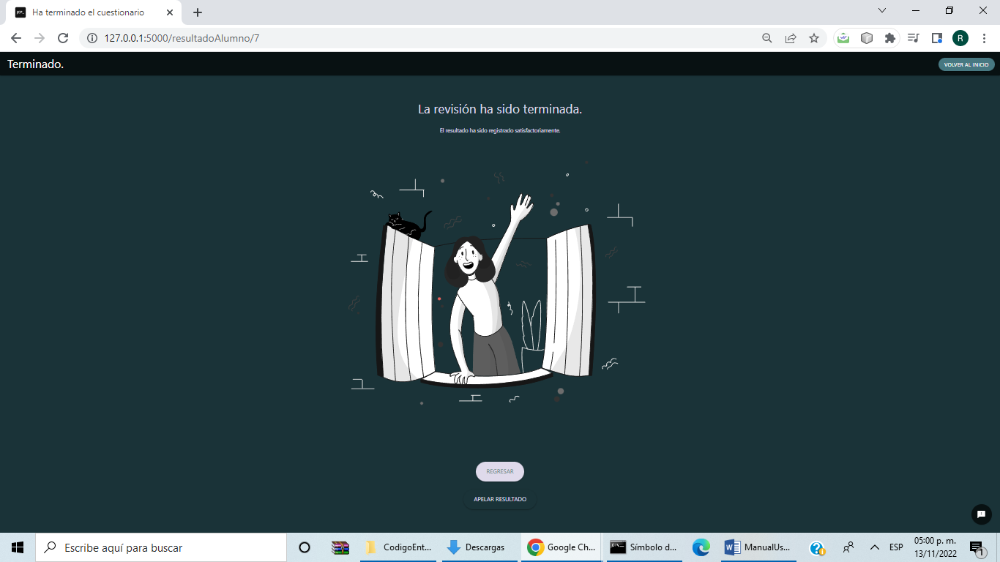 Ha terminado el cuestionario
127.0.0.1:5000/resultadoAlumno/7
R
Terminado.
VOLVER AL INICIO
La revisión ha sido terminada.
El resultado ha sido registrado satisfactoriamente.
REGRESAR
APELAR RESULTADO
Escribe aquí para buscar
CodigoEnt...
Descargas
Google Ch...
Símbolo d...
ManualUs...
ESP
05:00 p. m.
13/11/2022
1